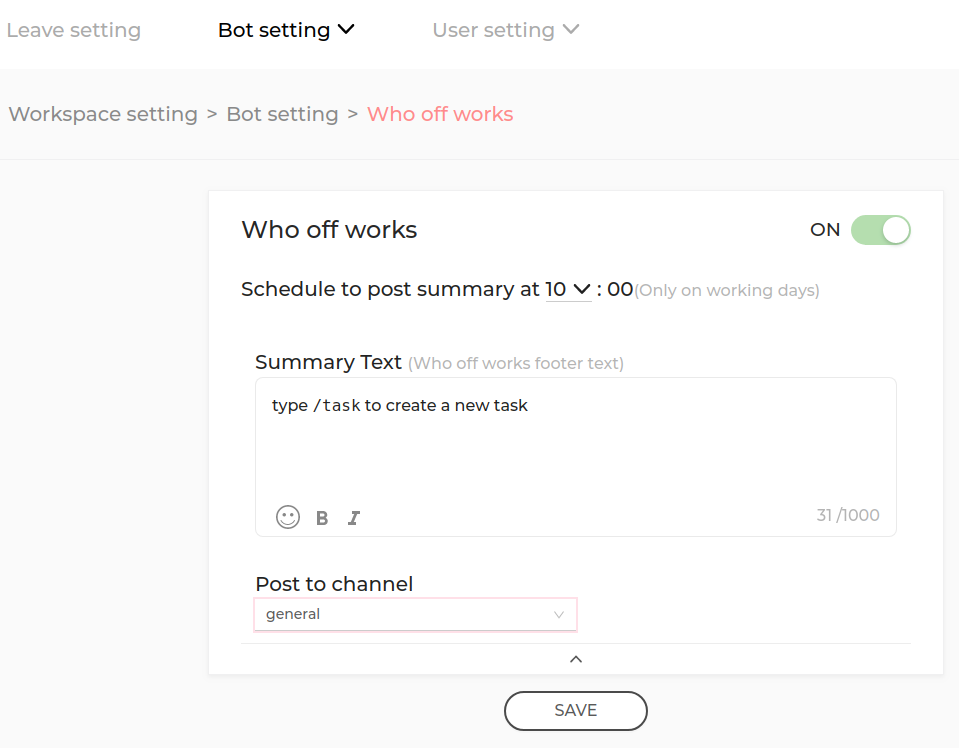 Leave setting Bot setting User setting
Workspace setting > Bot setting > Who off works
Who off works ON
Schedule to post summary at 10 : 00(Only on working days)
Summary Text (Who off works footer text)
type /task to create a new task
B I 31 /1000
Post to channel
general
SAVE